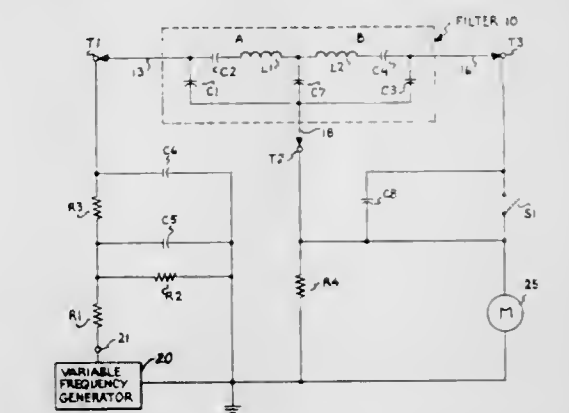 FILTER 10
T1
A
B
T3
13
C2
L1
L2
C4
16
C1
C7
C3
18
T2
C6
C8
S1
R3
C5
R2
R4
25
M
R1
21
20
VARIABLE
FREQUENCY
GENERATOR